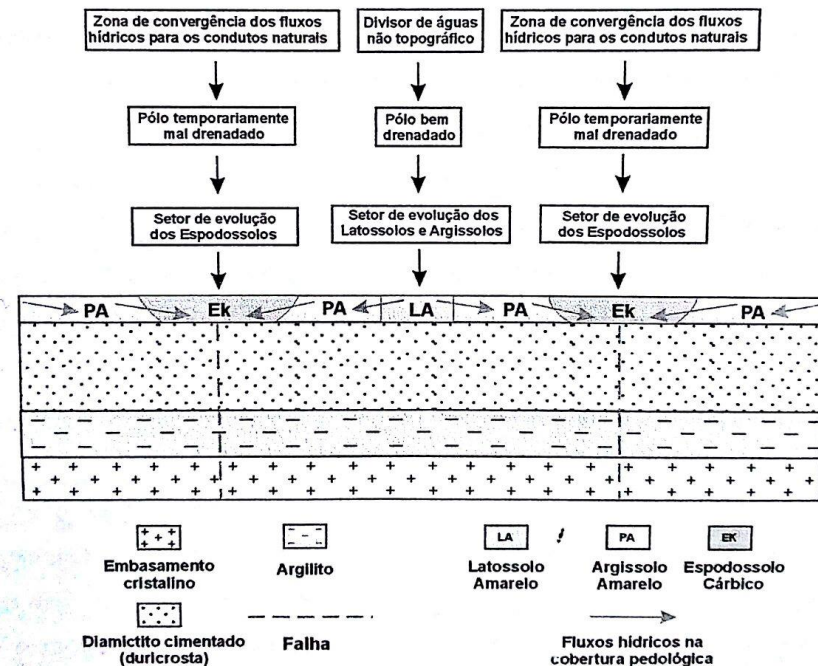 Zona de convergência dos fluxos
hídricos para os condutos naturais
Divisor de águas
não topográfico
Zona de convergência dos fluxos
hídricos para os condutos naturais
Pólo temporariamente
mal drenadado
Pólo bem
drenadado
Pólo temporariamente
mal drenadado
Setor de evolução
dos Espodossolos
Setor de evolução dos
Latossolos e Argissolos
Setor de evolução
dos Espodossolos
PA Ek PA LA PA Ek PA
LA PA EK
Embasamento
cristalino
Argilito
Latossolo
Amarelo
Argissolo
Amarelo
Espodossolo
Cárbico
Diamictito cimentado
(duricrosta)
Falha
Fluxos hídricos na
cobertura pedológica